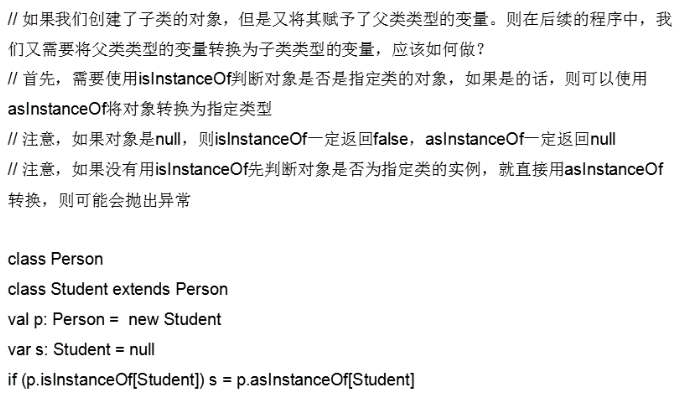 // 如果我们创建了子类的对象，但是又将其赋予了父类类型的变量。则在后续的程序中，我
们又需要将父类类型的变量转换为子类类型的变量，应该如何做？
// 首先，需要使用isInstanceOf判断对象是否是指定类的对象，如果是的话，则可以使用
asInstanceOf将对象转换为指定类型
// 注意，如果对象是null，则isInstanceOf一定返回false，asInstanceOf一定返回null
// 注意，如果没有用isInstanceOf先判断对象是否为指定类的实例，就直接用asInstanceOf
转换，则可能会抛出异常
class Person
class Student extends Person
val p: Person =  new Student
var s: Student = null
if (p.isInstanceOf[Student]) s = p.asInstanceOf[Student]